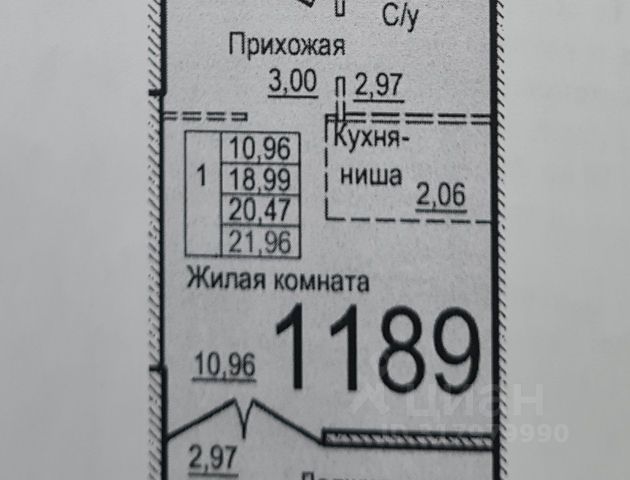 С/у
Прихожая
3,00 2,97
Кухня-
ниша
2,06
1
10,96
18,99
20,47
21,96
Жилая комната
1189
10,96
циан
2,97